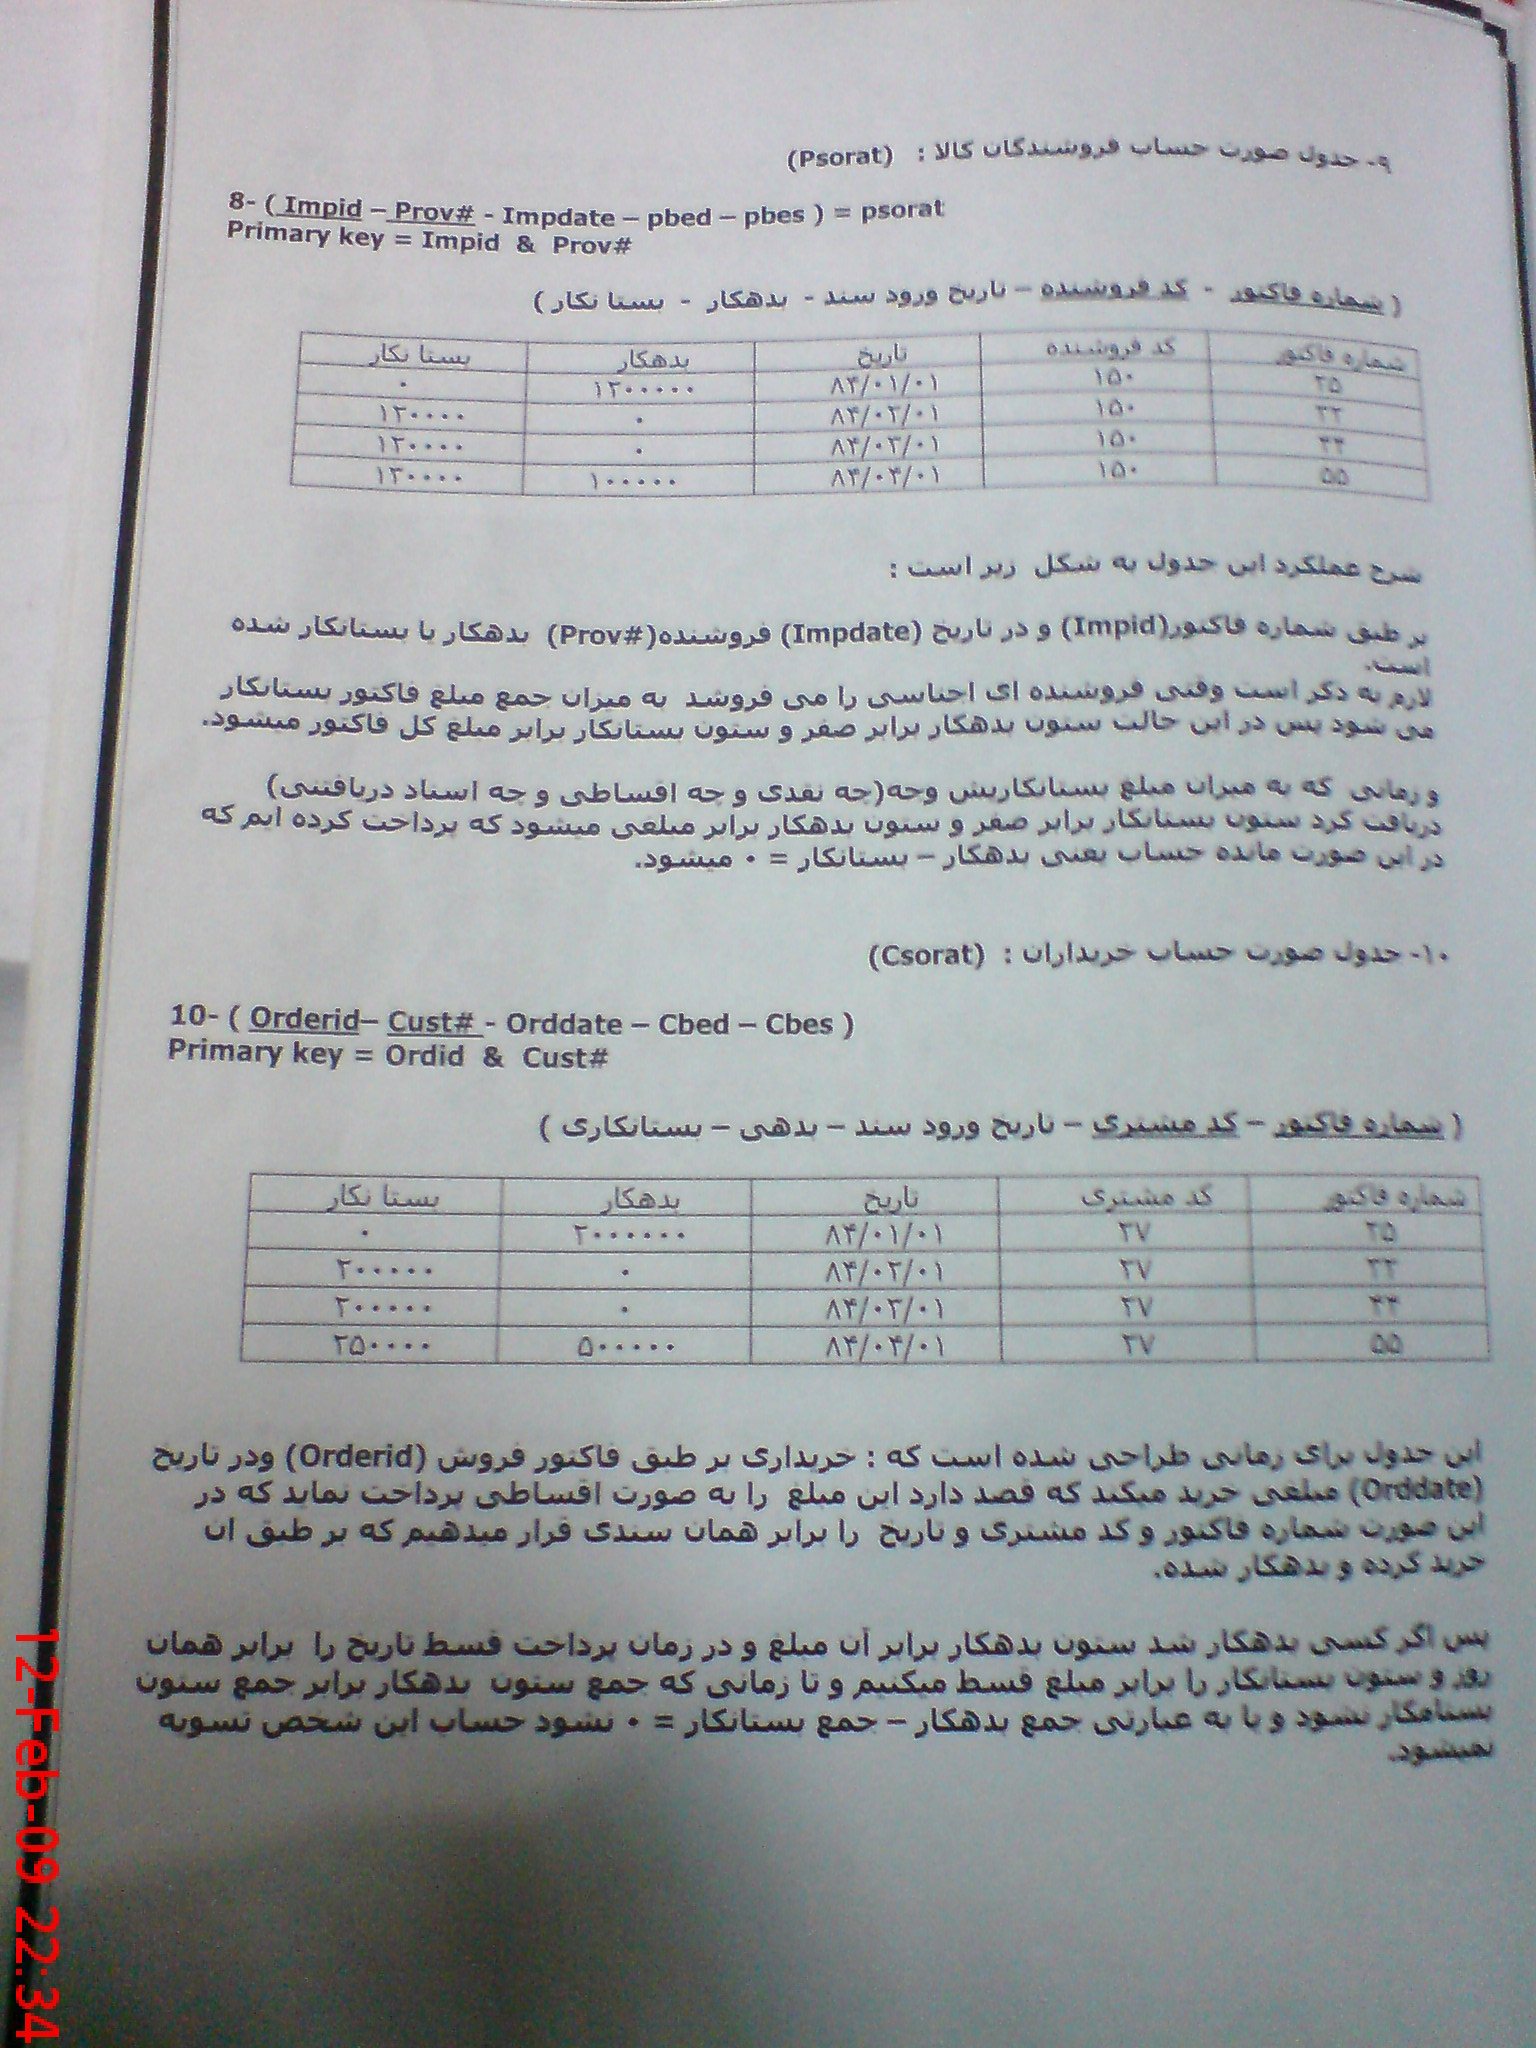 ۹- جدول صورت حساب فروشندگان کالا : (Psorat)
8- ( Impid – Prov# - Impdate – pbed – pbes ) = psorat
Primary key = Impid & Prov#
( شماره فاکتور - کد فروشنده – تاریخ ورود سند - بدهکار - بستا نکار )
شماره فاکتور کد فروشنده تاریخ بدهکار بستا نکار
۲۵ ۱۵۰ ۸۴/۰۱/۰۱ ۱۲۰۰۰۰۰ ۰
۳۳ ۱۵۰ ۸۴/۰۲/۰۱ ۰ ۱۲۰۰۰۰
۴۴ ۱۵۰ ۸۴/۰۳/۰۱ ۰ ۱۲۰۰۰۰
۵۵ ۱۵۰ ۸۴/۰۴/۰۱ ۱۰۰۰۰۰ ۱۲۰۰۰۰
شرح عملکرد این جدول به شکل زیر است :
بر طبق شماره فاکتور(Impid) و در تاریخ (Impdate) فروشنده(Prov#) بدهکار یا بستانکار شده
است.
لازم به ذکر است وقتی فروشنده ای اجناسی را می فروشد به میزان جمع مبلغ فاکتور بستانکار
می شود پس در این حالت ستون بدهکار برابر صفر و ستون بستانکار برابر مبلغ کل فاکتور میشود.
و زمانی که به میزان مبلغ بستانکاریش وجه(چه نقدی و چه اقساطی و چه اسناد دریافتنی)
دریافت کرد ستون بستانکار برابر صفر و ستون بدهکار برابر مبلغی میشود که پرداخت کرده ایم که
در این صورت مانده حساب یعنی بدهکار – بستانکار = ۰ میشود.
۱۰- جدول صورت حساب خریداران : (Csorat)
10- ( Orderid– Cust# - Orddate – Cbed – Cbes )
Primary key = Ordid & Cust#
( شماره فاکتور – کد مشتری – تاریخ ورود سند – بدهی – بستانکاری )
شماره فاکتور کد مشتری تاریخ بدهکار بستا نکار
۲۵ ۲۷ ۸۴/۰۱/۰۱ ۲۰۰۰۰۰۰ ۰
۳۳ ۲۷ ۸۴/۰۲/۰۱ ۰ ۲۰۰۰۰۰
۴۴ ۲۷ ۸۴/۰۳/۰۱ ۰ ۲۰۰۰۰۰
۵۵ ۲۷ ۸۴/۰۴/۰۱ ۵۰۰۰۰۰ ۲۵۰۰۰۰
این جدول برای زمانی طراحی شده است که : خریداری بر طبق فاکتور فروش (Orderid) ودر تاریخ
(Orddate) مبلغی خرید میکند که قصد دارد این مبلغ را به صورت اقساطی پرداخت نماید که در
این صورت شماره فاکتور و کد مشتری و تاریخ را برابر همان سندی قرار میدهیم که بر طبق ان
خرید کرده و بدهکار شده.
پس اگر کسی بدهکار شد ستون بدهکار برابر آن مبلغ و در زمان پرداخت قسط تاریخ را برابر همان
روز و ستون بستانکار را برابر مبلغ قسط میکنیم و تا زمانی که جمع ستون بدهکار برابر جمع ستون
بستامکار نشود و یا به عبارتی جمع بدهکار – جمع بستانکار = ۰ نشود حساب این شخص تسویه
نمیشود.
12-Feb-09 22:34